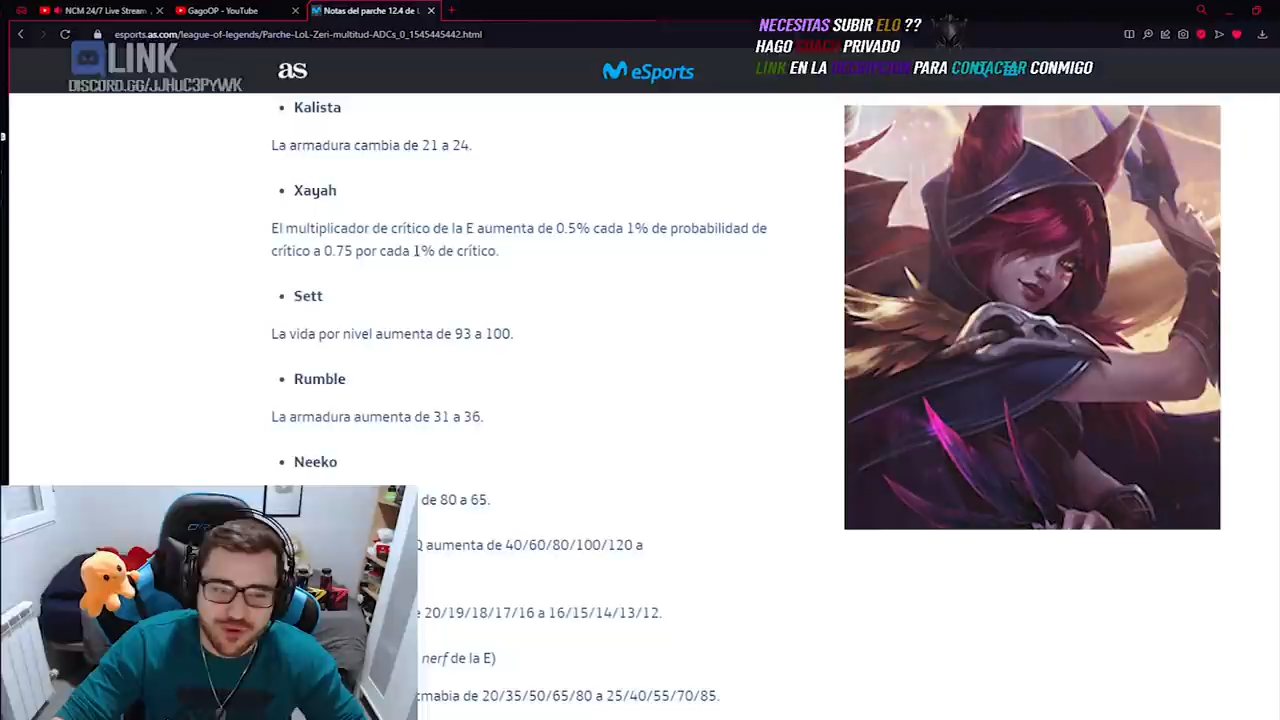 NCM 24/7 Live Stream
GagoOP - YouTube
Notas del parche 12.4 de L
esports.as.com/league-of-legends/Parche-LoL-Zeri-multitud-ADCs_0_1545445442.html
NECESITAS SUBIR ELO ??
HAGO COACH PRIVADO
LINK EN LA DESCRIPCION PARA CONTACTAR CONMIGO
LINK
DISCORD.GG/JJHUC3PYWK
as
eSports
• Kalista
La armadura cambia de 21 a 24.
• Xayah
El multiplicador de crítico de la E aumenta de 0.5% cada 1% de probabilidad de
crítico a 0.75 por cada 1% de crítico.
• Sett
La vida por nivel aumenta de 93 a 100.
• Rumble
La armadura aumenta de 31 a 36.
• Neeko
de 80 a 65.
Q aumenta de 40/60/80/100/120 a
20/19/18/17/16 a 16/15/14/13/12.
nerf de la E)
cmabia de 20/35/50/65/80 a 25/40/55/70/85.